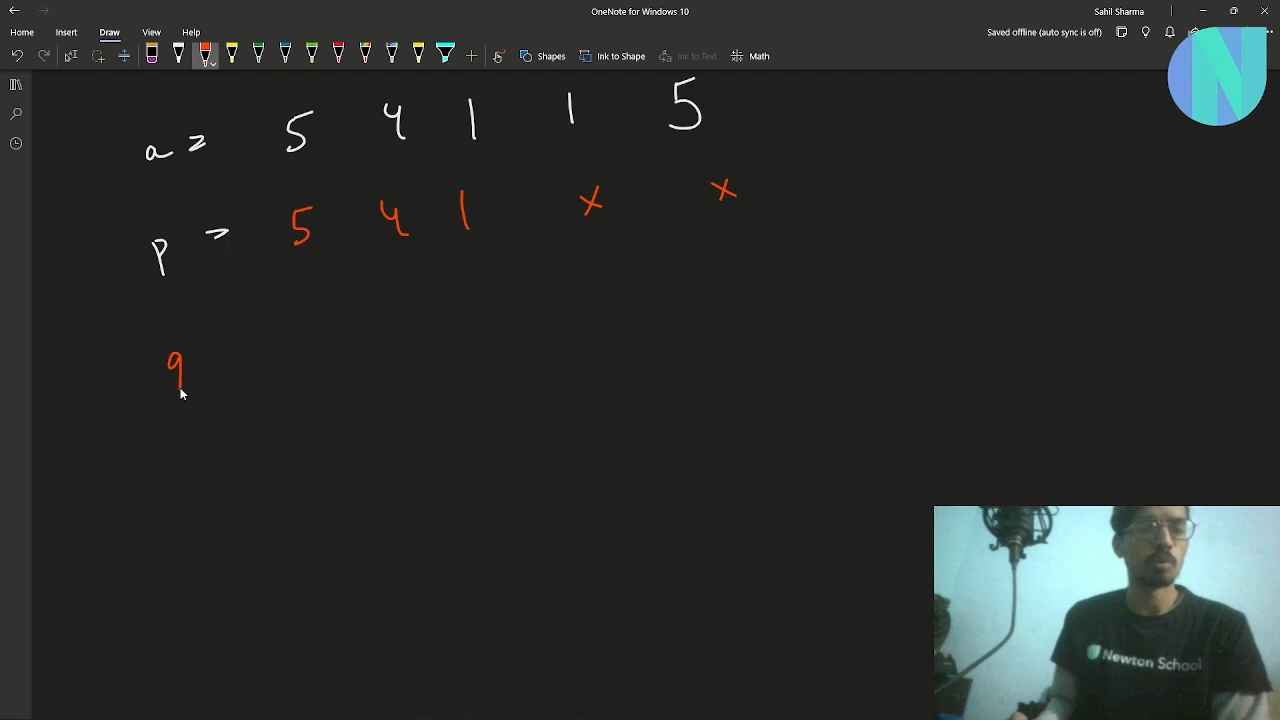 OneNote for Windows 10
Sahil Sharma
Home Insert Draw View Help
Saved offline (auto sync is off)
Shapes Ink to Shape Ink to Text Math
a = 5 4 1 1 5
p = 5 4 1 x x
q
Newton School